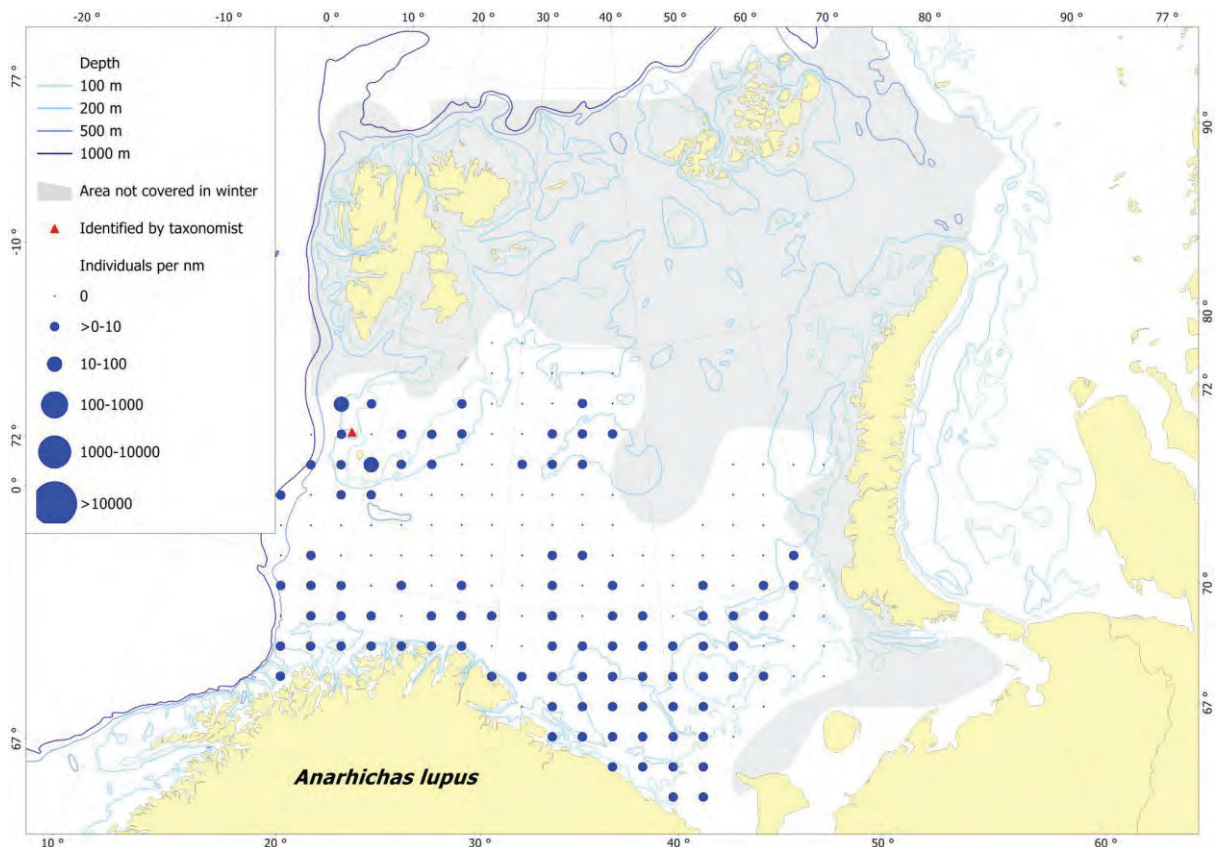 -20 ° -10 ° 0 ° 10 ° 20 ° 30 ° 40 ° 50 ° 60 ° 70 ° 80 ° 90 ° 77 °
77 °
-10 °
72 °
0 °
67 °
Depth
100 m
200 m
500 m
1000 m
Area not covered in winter
Identified by taxonomist
Individuals per nm
0
>0-10
10-100
100-1000
1000-10000
>10000
90 °
80 °
72 °
70 °
67 °
Anarhichas lupus
10 ° 20 ° 30 ° 40 ° 50 ° 60 °